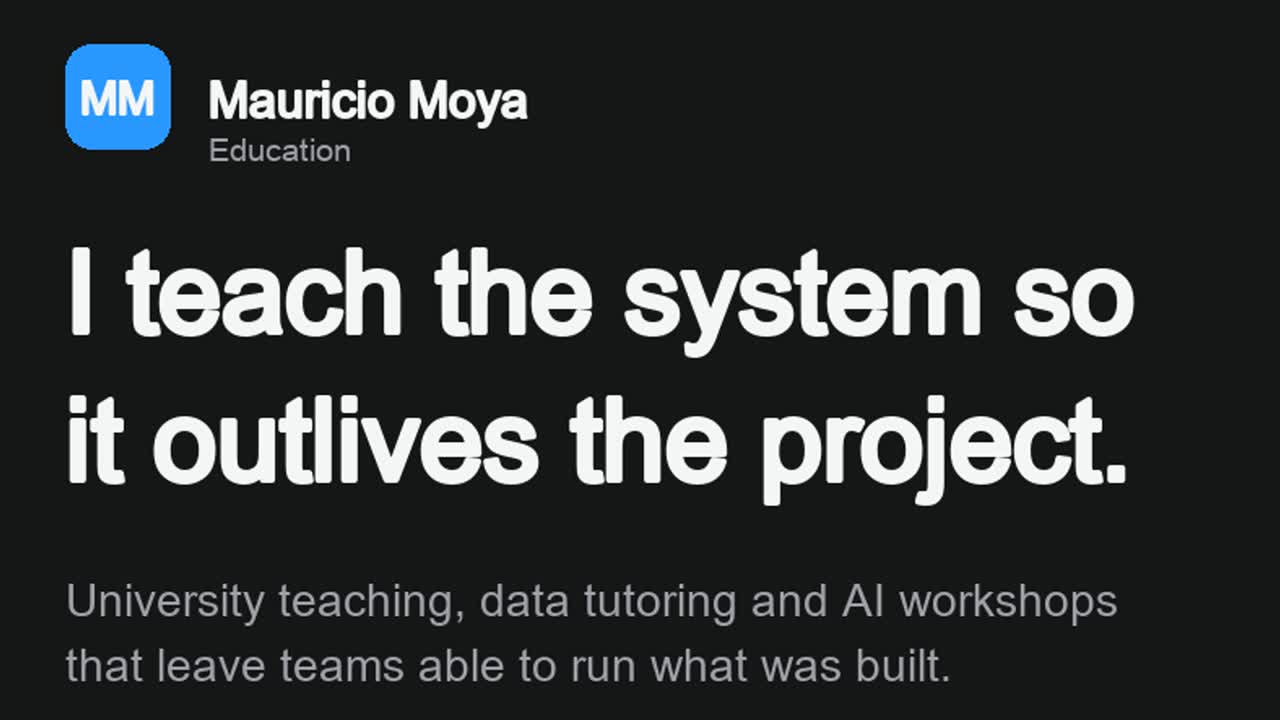 MM
Mauricio Moya
Education
I teach the system so
it outlives the project.
University teaching, data tutoring and AI workshops
that leave teams able to run what was built.